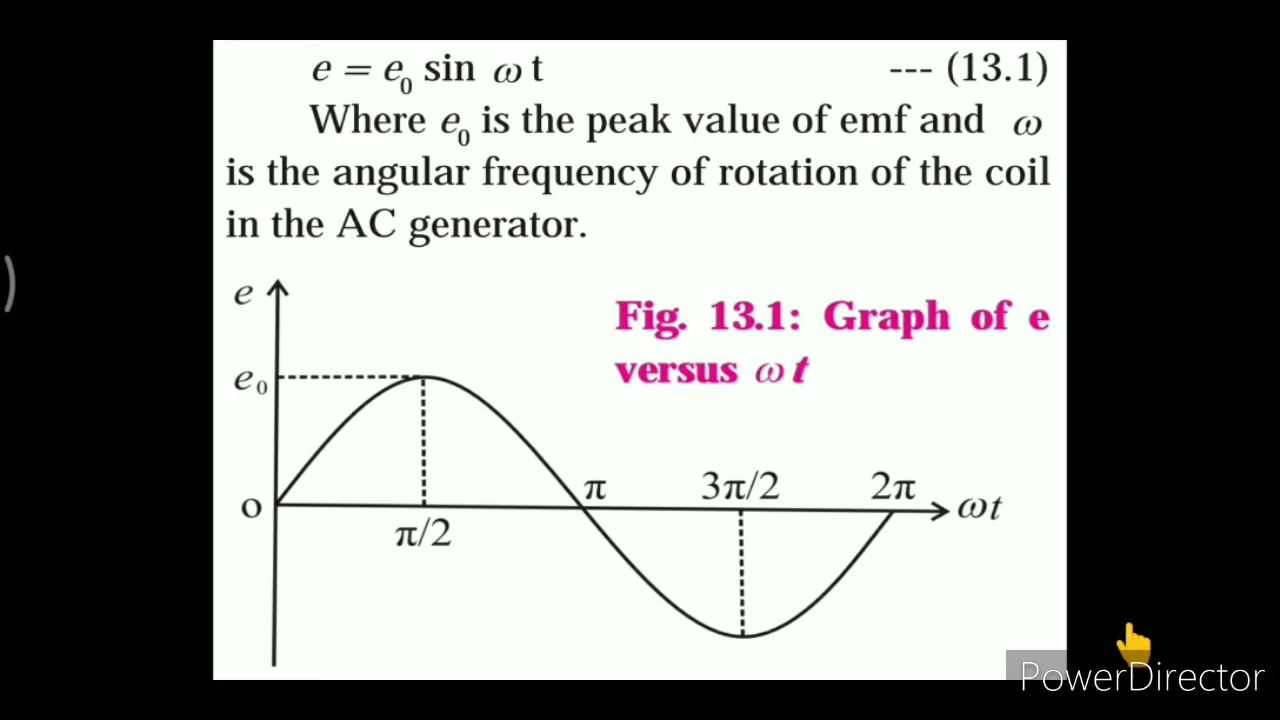 e = e₀ sin ω t --- (13.1)
Where e₀ is the peak value of emf and ω
is the angular frequency of rotation of the coil
in the AC generator.
e
Fig. 13.1: Graph of e
versus ω t
e₀
π 3π/2 2π
o
ωt
π/2
)
PowerDirector